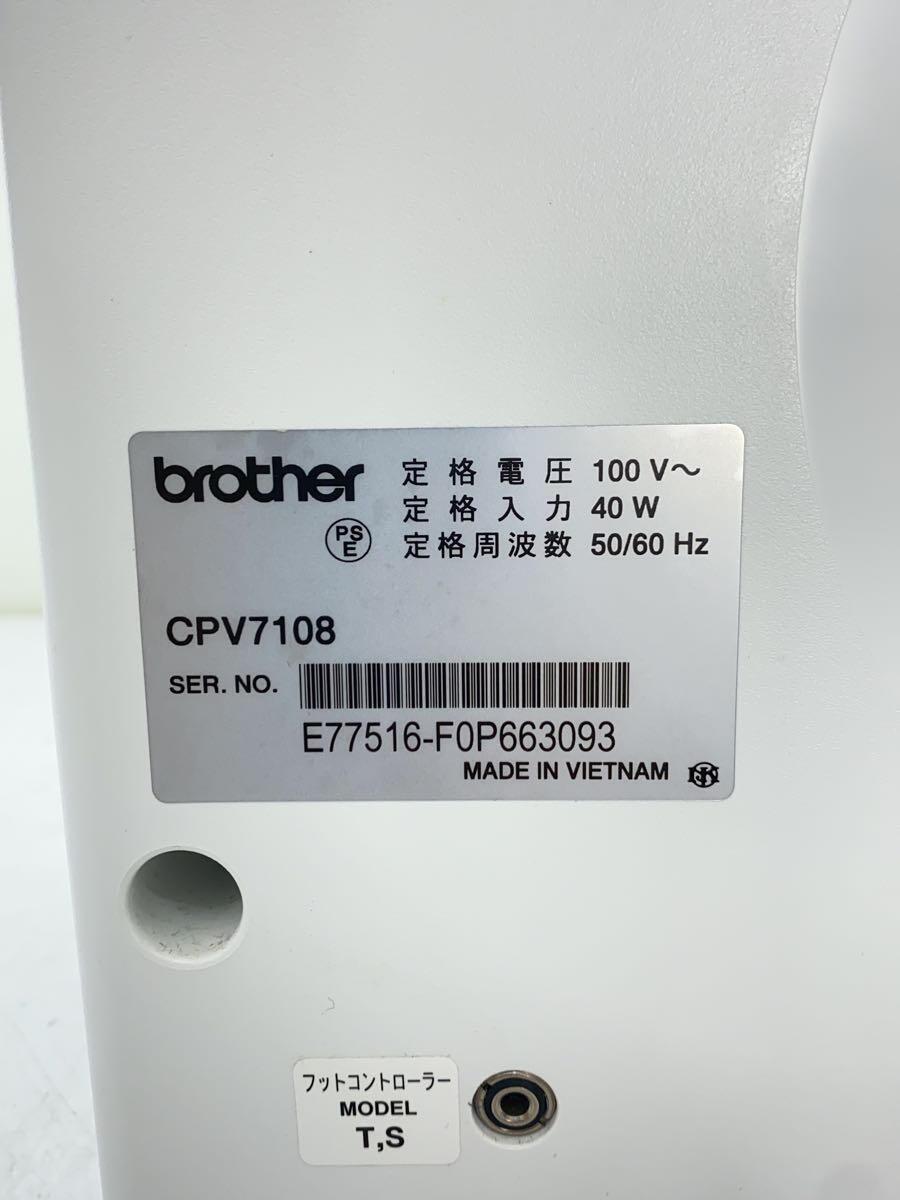 brother
定格電圧 100 V〜
定格入力 40 W
定格周波数 50/60 Hz
PS
E
CPV7108
SER. NO.
E77516-F0P663093
MADE IN VIETNAM
フットコントローラー
MODEL
T,S